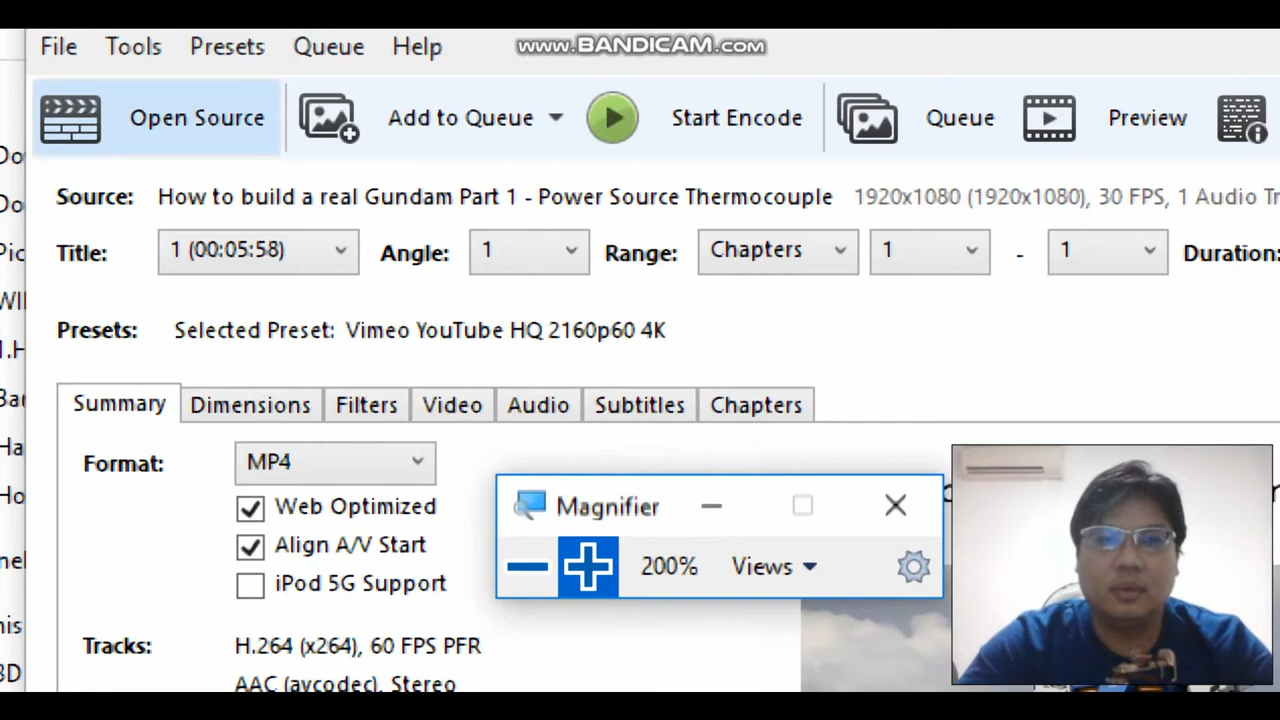 www.BANDICAM.com
File Tools Presets Queue Help
Open Source Add to Queue Start Encode Queue Preview
Source: How to build a real Gundam Part 1 - Power Source Thermocouple 1920x1080 (1920x1080), 30 FPS, 1 Audio
Title: 1 (00:05:58) Angle: 1 Range: Chapters 1 - 1 Duration:
Presets: Selected Preset: Vimeo YouTube HQ 2160p60 4K
Summary Dimensions Filters Video Audio Subtitles Chapters
Format: MP4
Web Optimized
Align A/V Start
iPod 5G Support
Magnifier
200% Views
Tracks: H.264 (x264), 60 FPS PFR
AAC (avcodec), Stereo